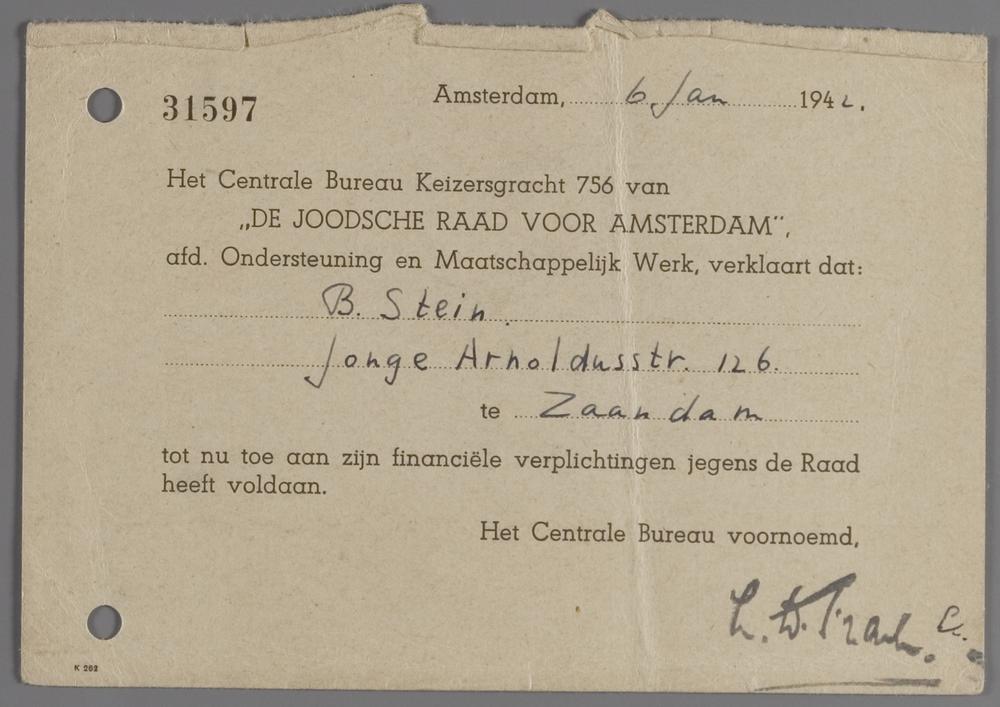 31597
Amsterdam, 6 Jan 1942.
Het Centrale Bureau Keizersgracht 756 van
„DE JOODSCHE RAAD VOOR AMSTERDAM”,
afd. Ondersteuning en Maatschappelijk Werk, verklaart dat:
B. Stein.
Jonge Arnoldusstr. 126.
te Zaandam
tot nu toe aan zijn financiële verplichtingen jegens de Raad
heeft voldaan.
Het Centrale Bureau voornoemd,
K 262